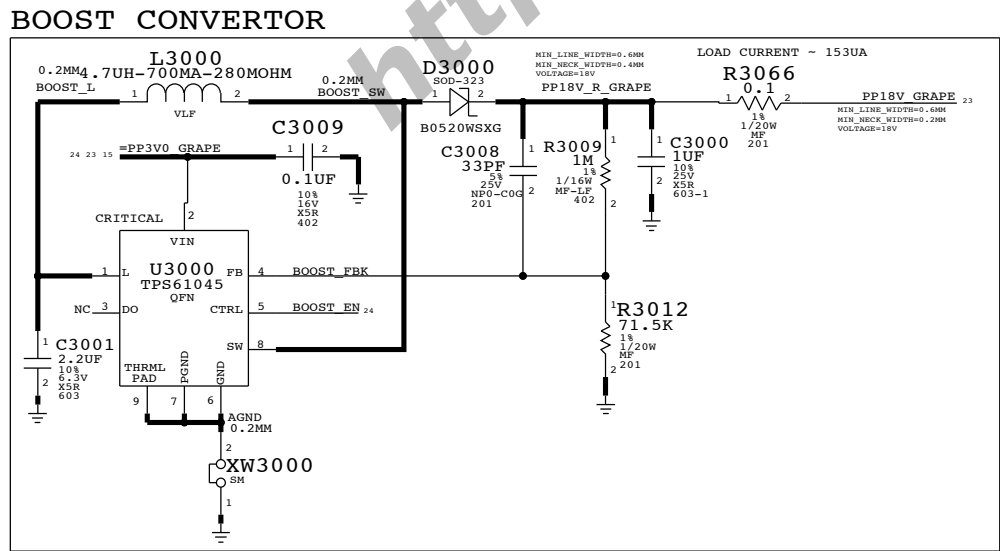 BOOST CONVERTOR
http
L3000
0.2MM
4.7UH-700MA-280MOHM
BOOST_L
1
2
VLF
0.2MM
BOOST_SW
D3000
SOD-323
1
2
B0520WSXG
MIN_LINE_WIDTH=0.6MM
MIN_NECK_WIDTH=0.4MM
VOLTAGE=18V
PP18V_R_GRAPE
LOAD CURRENT ~ 153UA
R3066
0.1
1
2
1%
1/20W
MF
201
PP18V_GRAPE 23
MIN_LINE_WIDTH=0.6MM
MIN_NECK_WIDTH=0.2MM
VOLTAGE=18V
C3009
24 23 15 =PP3V0_GRAPE
1
2
0.1UF
10%
16V
X5R
402
C3008
33PF
5%
25V
NP0-C0G
201
1
2
R3009
1M
1%
1/16W
MF-LF
402
1
2
C3000
1UF
10%
25V
X5R
603-1
1
2
CRITICAL
2
VIN
U3000
TPS61045
QFN
1 L
FB 4 BOOST_FBK
NC 3 DO
CTRL 5 BOOST_EN 24
SW 8
THRML
PAD
PGND
GND
9
7
6
C3001
2.2UF
10%
6.3V
X5R
603
1
2
R3012
71.5K
1%
1/20W
MF
201
1
2
AGND
0.2MM
2
XW3000
SM
1